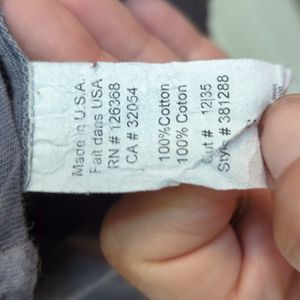 Made in U.S.A.
Fait dans USA
RN # 126368
CA # 32054
100% Cotton
100% Coton
Cut # 12|35
Style # 381288